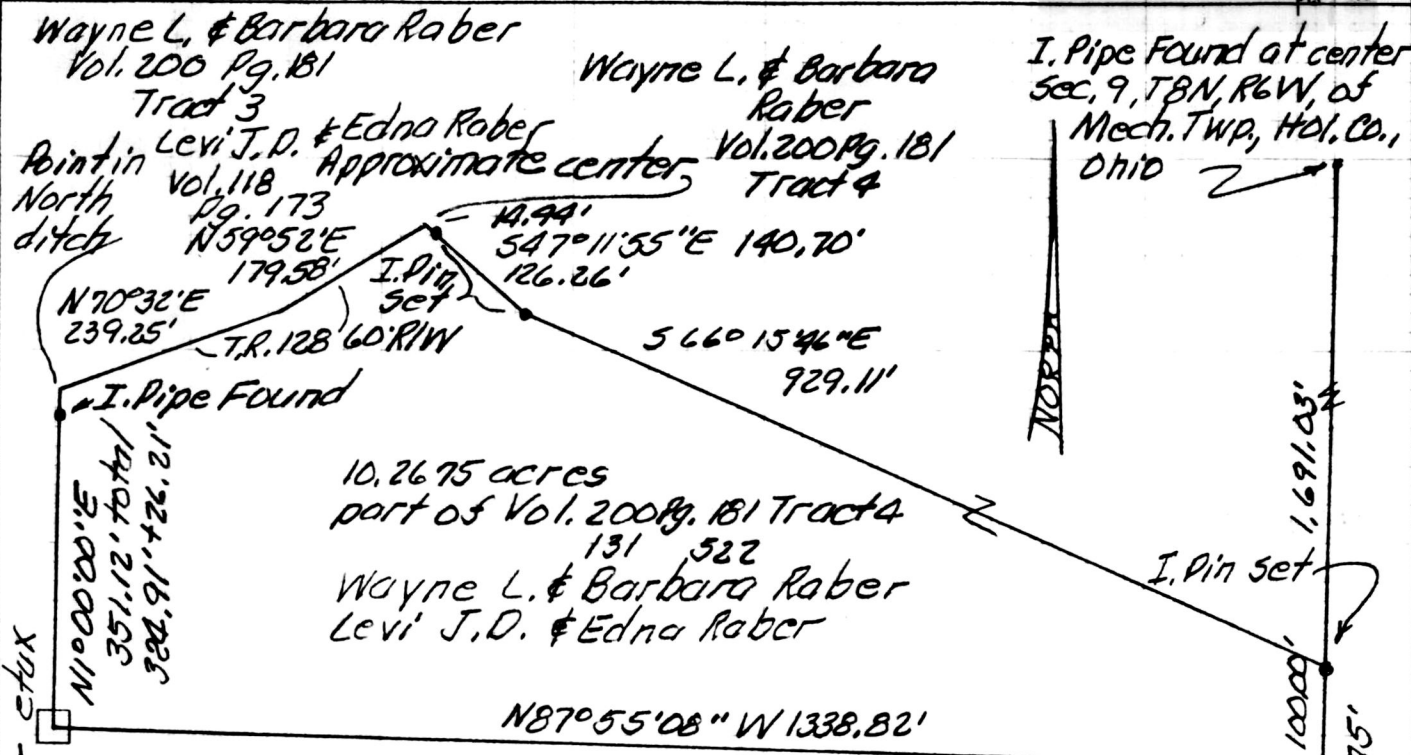 Wayne L. & Barbara Raber
Vol. 200 Pg. 181
Tract 3
Levi J.D. & Edna Raber
Vol. 118
Pg. 173
Point in
North
ditch
Approximate center
Wayne L. & Barbara
Raber
Vol. 200 Pg. 181
Tract 4
I. Pipe Found at center
Sec. 9, T8N, R6W, of
Mech. Twp., Hol. Co.,
Ohio
N59°52'E
179.58'
14.44'
S47°11'55"E 140.70'
126.26'
I. Pin
Set
N70°32'E
239.25'
T.R. 128 60' R/W
S66°15'46"E
929.11'
NORTH
I. Pipe Found
1,691.03'
N1°00'00"E
351.12' total
324.91' + 26.21'
10.2675 acres
part of Vol. 200 Pg. 181 Tract 4
131 522
Wayne L. & Barbara Raber
Levi J.D. & Edna Raber
I. Pin Set
etux
N87°55'08"W 1338.82'
100.00'